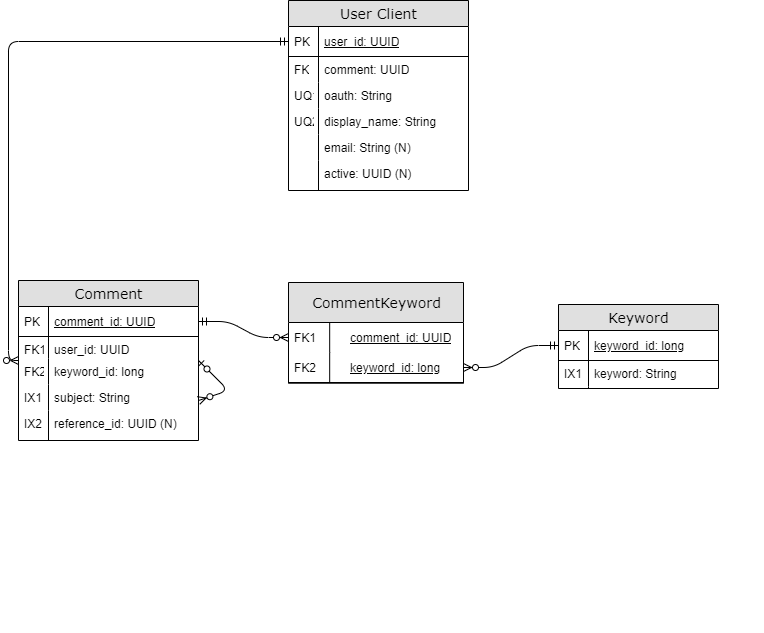 User Client
PK user_id: UUID
FK comment: UUID
UQ oauth: String
UQ2 display_name: String
email: String (N)
active: UUID (N)
Comment
PK comment_id: UUID
FK1 user_id: UUID
FK2 keyword_id: long
IX1 subject: String
IX2 reference_id: UUID (N)
CommentKeyword
FK1 comment_id: UUID
FK2 keyword_id: long
Keyword
PK keyword_id: long
IX1 keyword: String